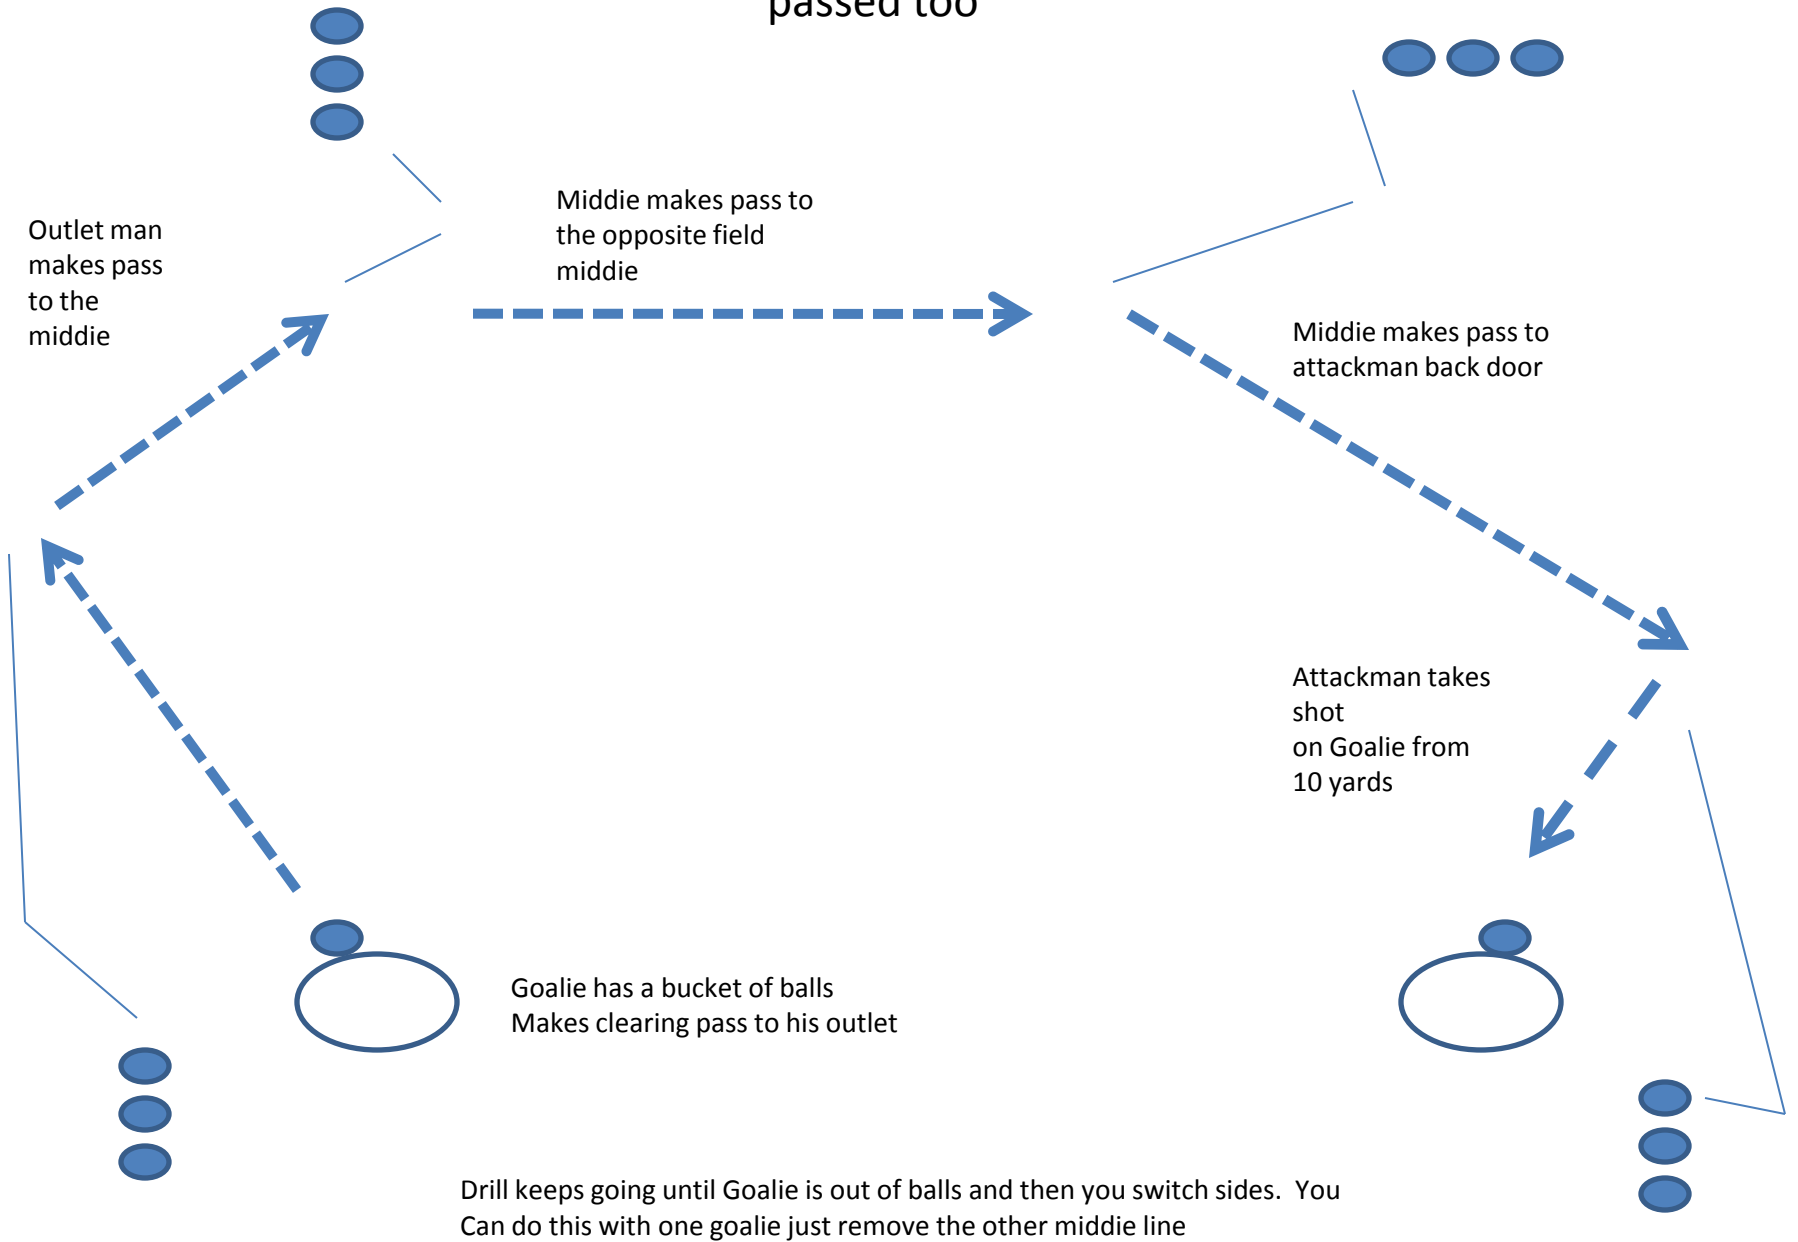 passed too
Middie makes pass to
the opposite field
middie
Outlet man
makes pass
to the
middie
Middie makes pass to
attackman back door
Attackman takes
shot
on Goalie from
10 yards
Goalie has a bucket of balls
Makes clearing pass to his outlet
Drill keeps going until Goalie is out of balls and then you switch sides.  You
Can do this with one goalie just remove the other middie line